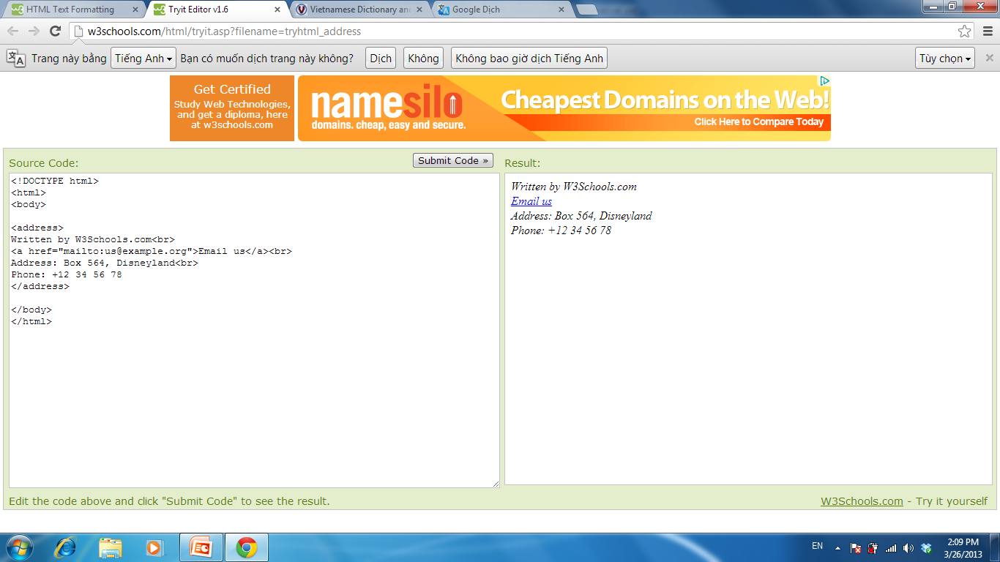 HTML Text Formatting
Tryit Editor v1.6
Vietnamese Dictionary and
Google Dịch
w3schools.com/html/tryit.asp?filename=tryhtml_address
Trang này bằng Tiếng Anh Bạn có muốn dịch trang này không? Dịch Không Không bao giờ dịch Tiếng Anh Tùy chọn
Get Certified
Study Web Technologies,
and get a diploma, here
at w3schools.com
namesilo
domains. cheap, easy and secure.
Cheapest Domains on the Web!
Click Here to Compare Today
Source Code:
Submit Code »
<!DOCTYPE html>
<html>
<body>
<address>
Written by W3Schools.com<br>
<a href="mailto:us@example.org">Email us</a><br>
Address: Box 564, Disneyland<br>
Phone: +12 34 56 78
</address>
</body>
</html>
Result:
Written by W3Schools.com
Email us
Address: Box 564, Disneyland
Phone: +12 34 56 78
Edit the code above and click "Submit Code" to see the result.
W3Schools.com - Try it yourself
EN
2:09 PM
3/26/2013